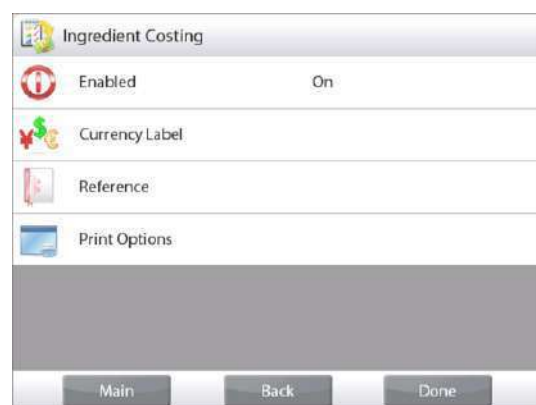 Ingredient Costing
Enabled On
Currency Label
Reference
Print Options
Main Back Done